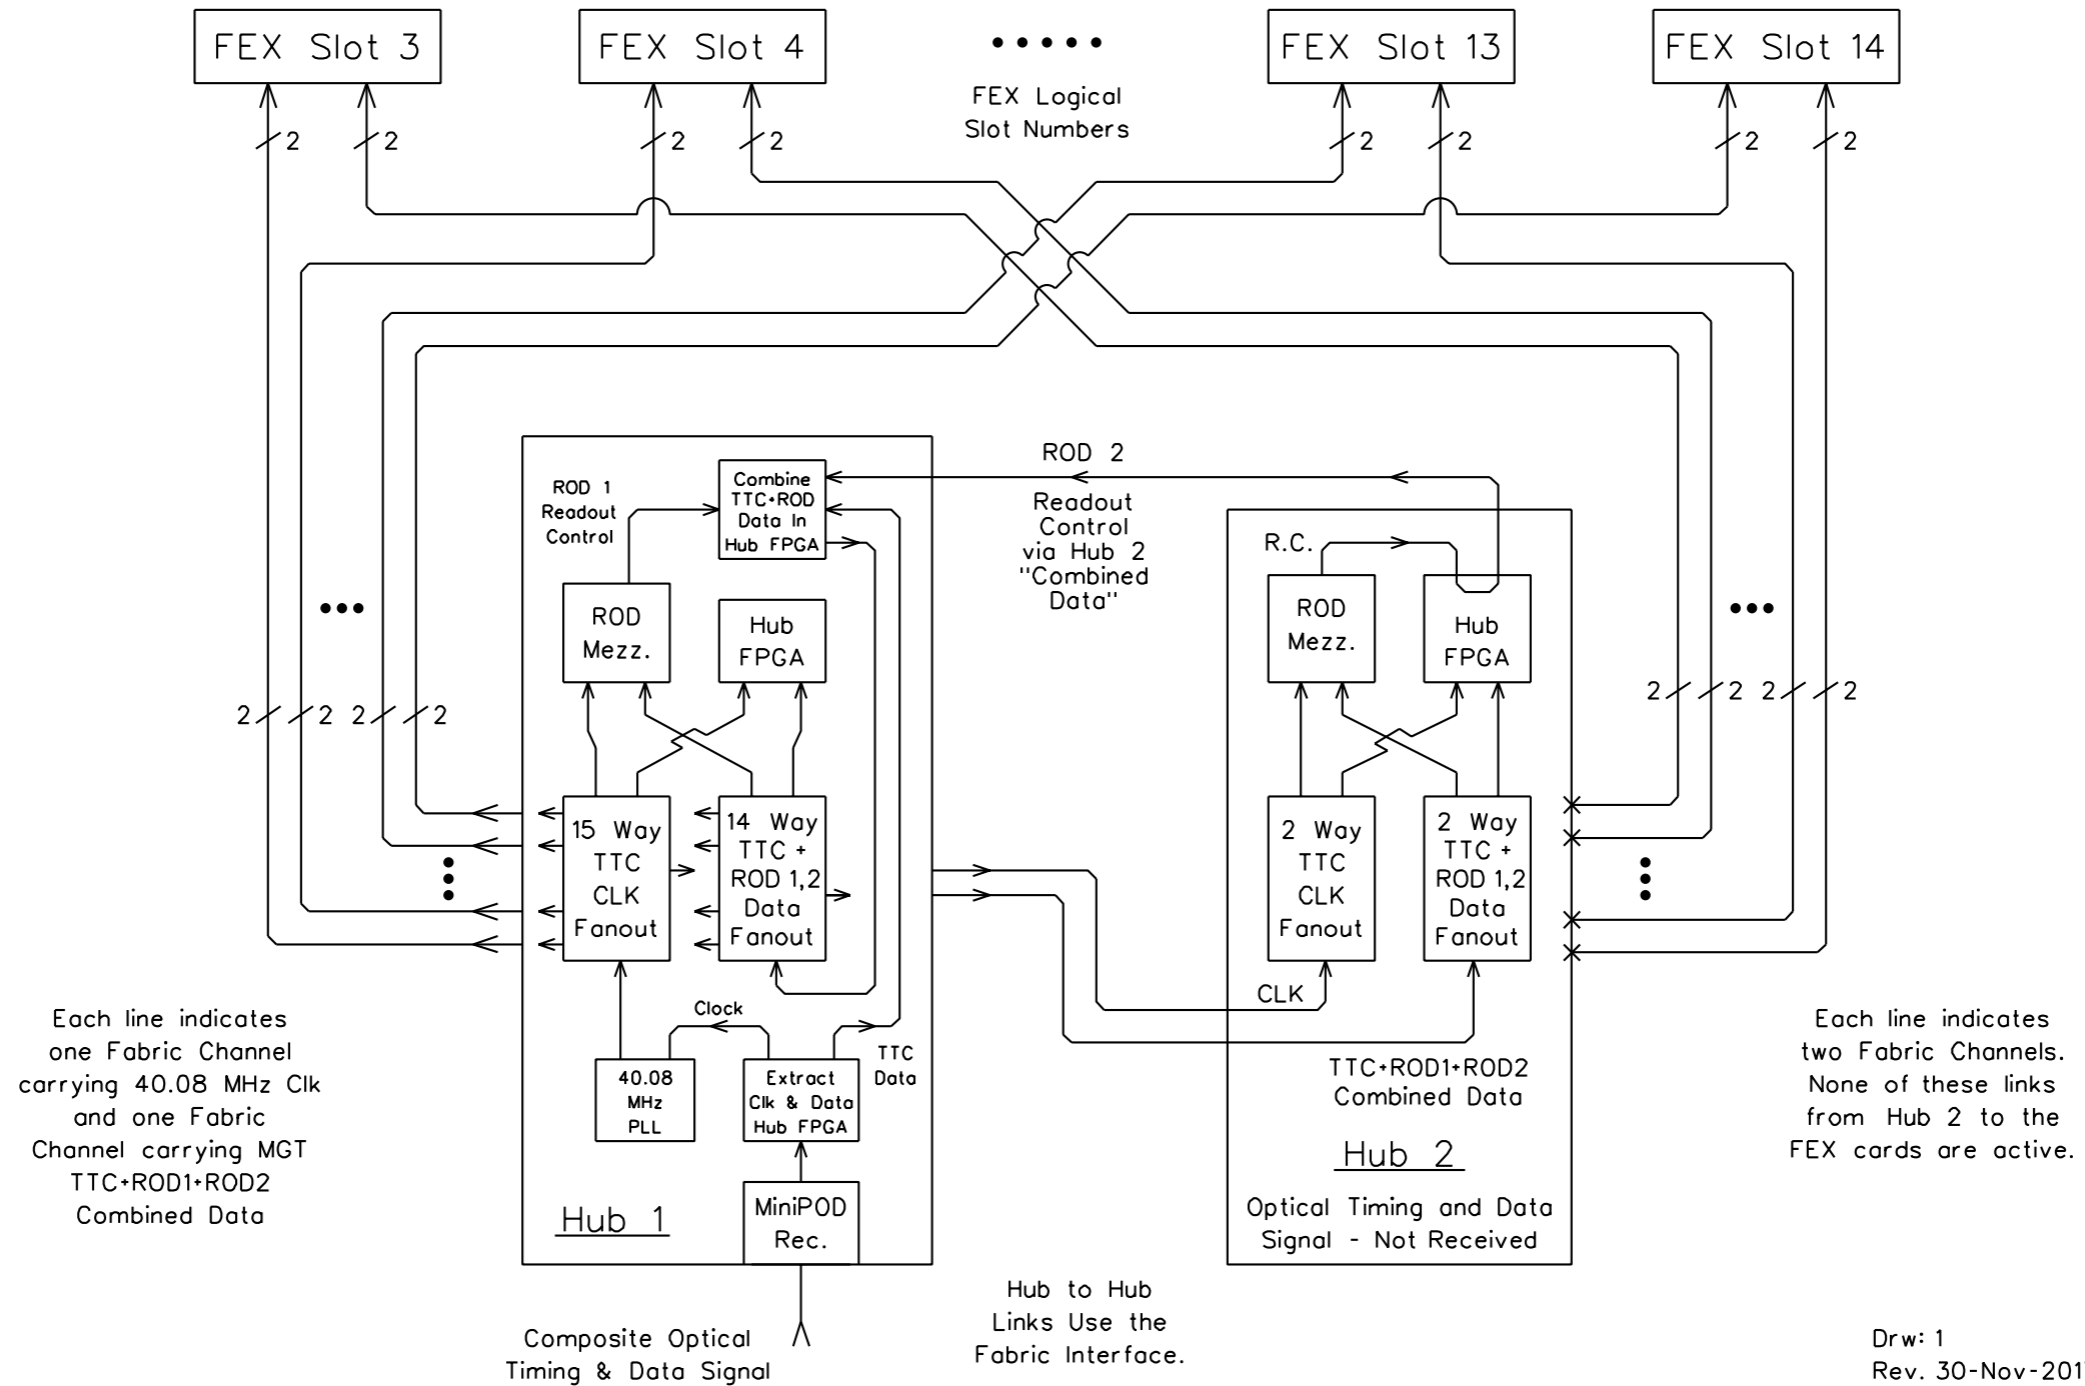 FEX Slot 3
FEX Slot 4
FEX Slot 13
FEX Slot 14
FEX Logical
Slot Numbers
2
2
2
2
2
2
2
2
ROD 2
Readout
Control
via Hub 2
"Combined
Data"
ROD 1
Readout
Control
Combine
TTC+ROD
Data In
Hub FPGA
ROD
Mezz.
Hub
FPGA
R.C.
ROD
Mezz.
Hub
FPGA
2
2
2
2
2
2
2
2
15 Way
TTC
CLK
Fanout
14 Way
TTC +
ROD 1,2
Data
Fanout
2 Way
TTC
CLK
Fanout
2 Way
TTC +
ROD 1,2
Data
Fanout
CLK
Clock
TTC
Data
40.08
MHz
PLL
Extract
Clk & Data
Hub FPGA
MiniPOD
Rec.
Hub 1
TTC+ROD1+ROD2
Combined Data
Hub 2
Optical Timing and Data
Signal - Not Received
Each line indicates
one Fabric Channel
carrying 40.08 MHz Clk
and one Fabric
Channel carrying MGT
TTC+ROD1+ROD2
Combined Data
Each line indicates
two Fabric Channels.
None of these links
from Hub 2 to the
FEX cards are active.
Composite Optical
Timing & Data Signal
Hub to Hub
Links Use the
Fabric Interface.
Drw: 1
Rev. 30-Nov-201